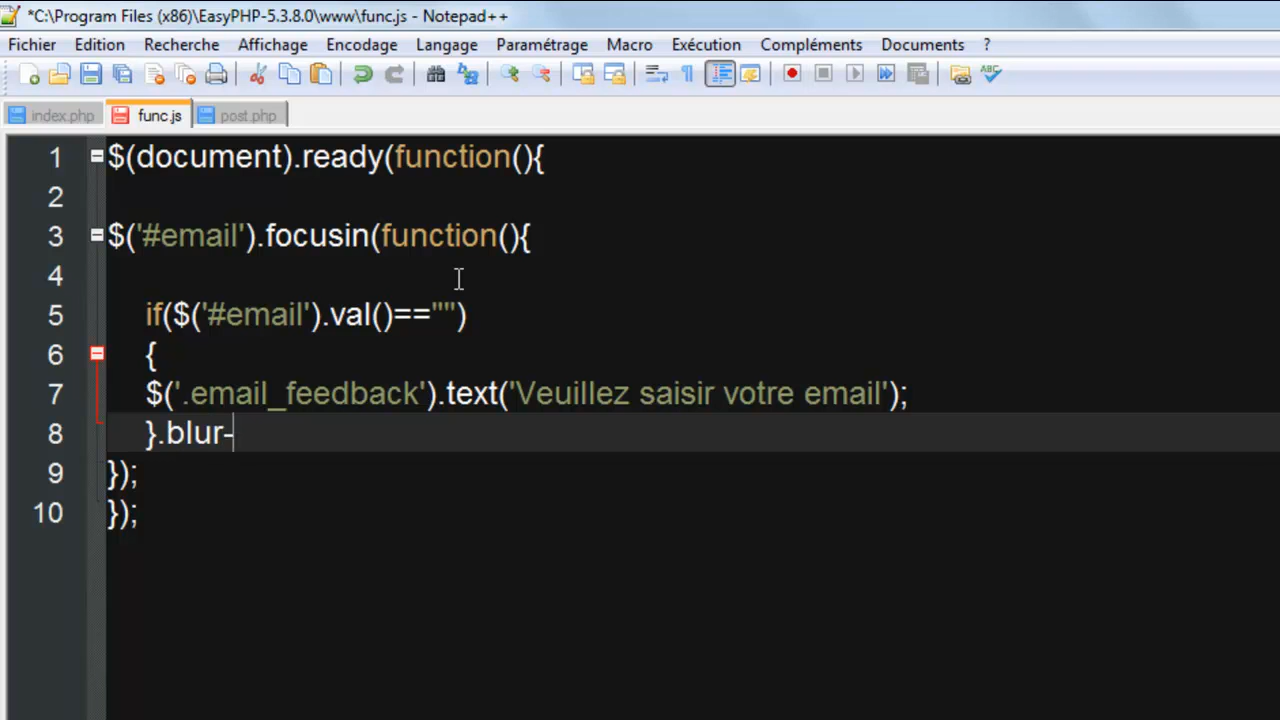 *C:\Program Files (x86)\EasyPHP-5.3.8.0\www\func.js - Notepad++
Fichier Edition Recherche Affichage Encodage Langage Paramétrage Macro Exécution Compléments Documents ?
index.php func.js post.php
1 $(document).ready(function(){
2
3 $('#email').focusin(function(){
4
5 if($('#email').val()=="")
6 {
7 $('.email_feedback').text('Veuillez saisir votre email');
8 }.blur-
9 });
10 });